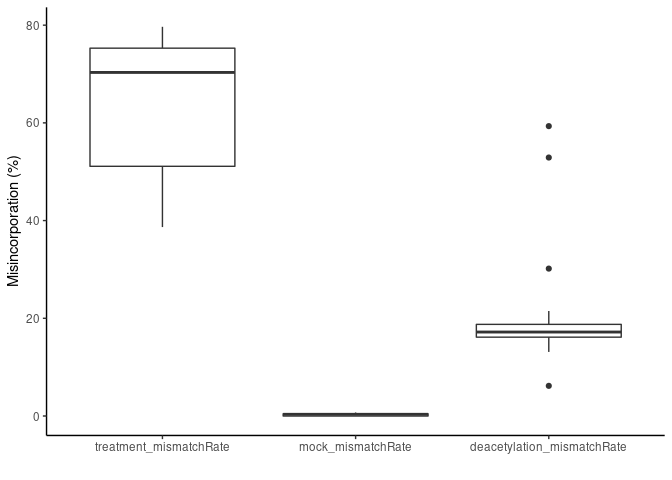 80
60
40
20
0
Misincorporation (%)
treatment_mismatchRate
mock_mismatchRate
deacetylation_mismatchRate